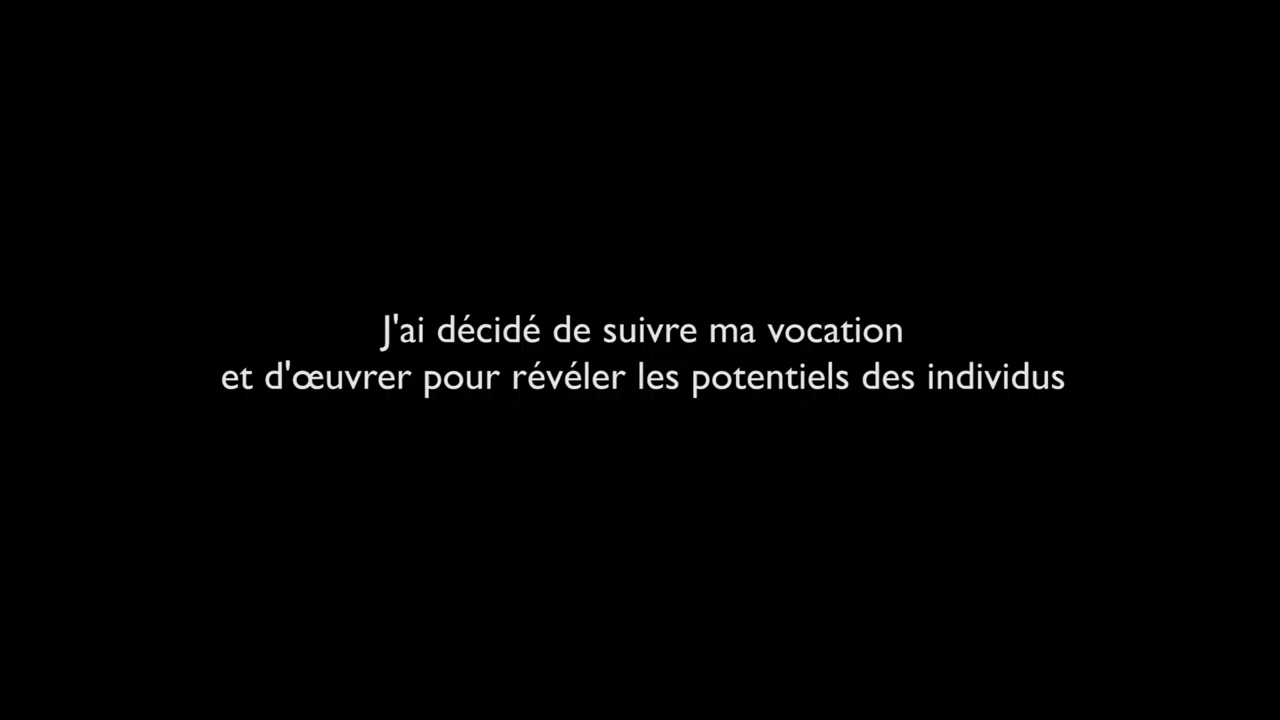 J'ai décidé de suivre ma vocation
et d'œuvrer pour révéler les potentiels des individus